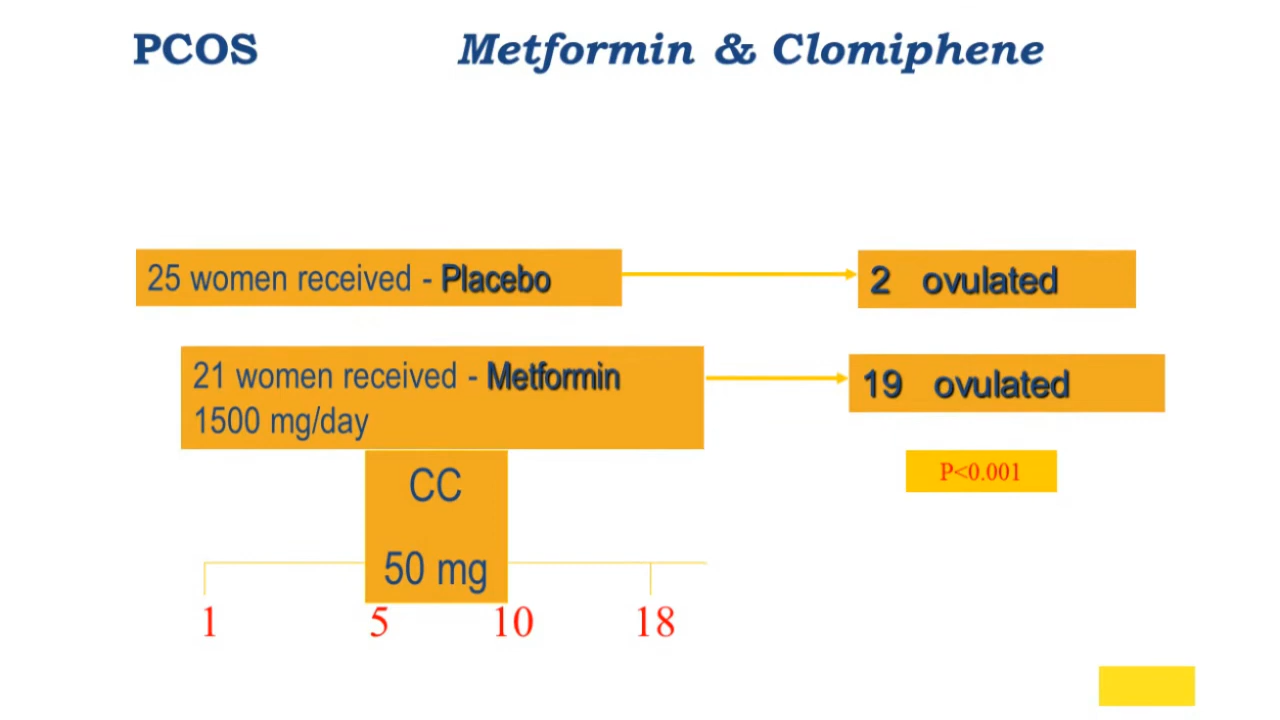 PCOS Metformin & Clomiphene
25 women received - Placebo
2 ovulated
21 women received - Metformin
1500 mg/day
19 ovulated
P<0.001
CC
50 mg
1 5 10 18